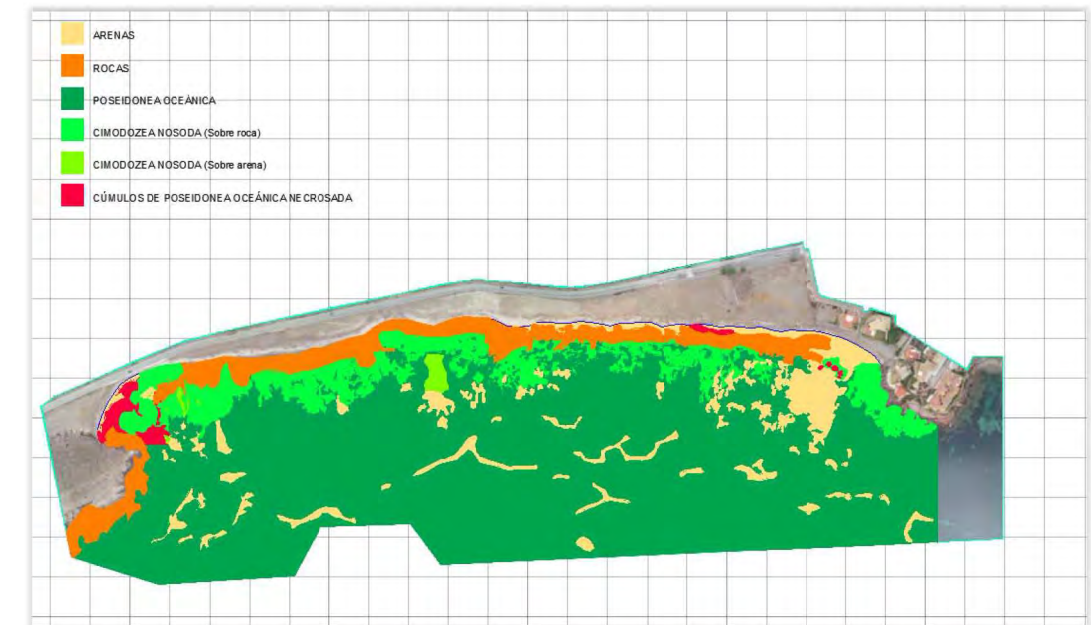 ARENAS
ROCAS
POSEIDONEA OCEÁNICA
CIMODOZEA NOSODA (Sobre roca)
CIMODOZEA NOSODA (Sobre arena)
CÚMULOS DE POSEIDONEA OCEÁNICA NECROSADA